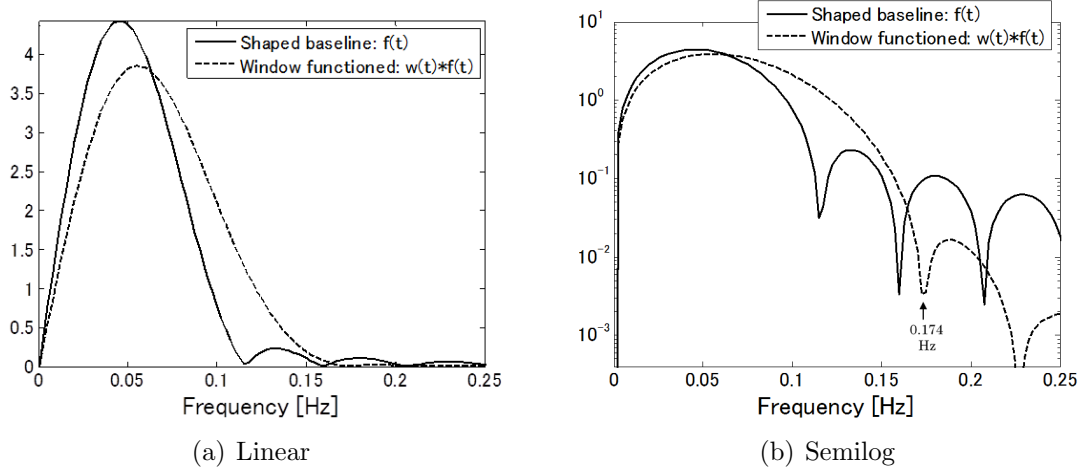 4
3.5
3
2.5
2
1.5
1
0.5
0
Shaped baseline: f(t)
Window functioned: w(t)*f(t)
0 0.05 0.1 0.15 0.2 0.25
Frequency [Hz]
(a) Linear
10^1
10^0
10^-1
10^-2
10^-3
Shaped baseline: f(t)
Window functioned: w(t)*f(t)
0.174
Hz
0 0.05 0.1 0.15 0.2 0.25
Frequency [Hz]
(b) Semilog